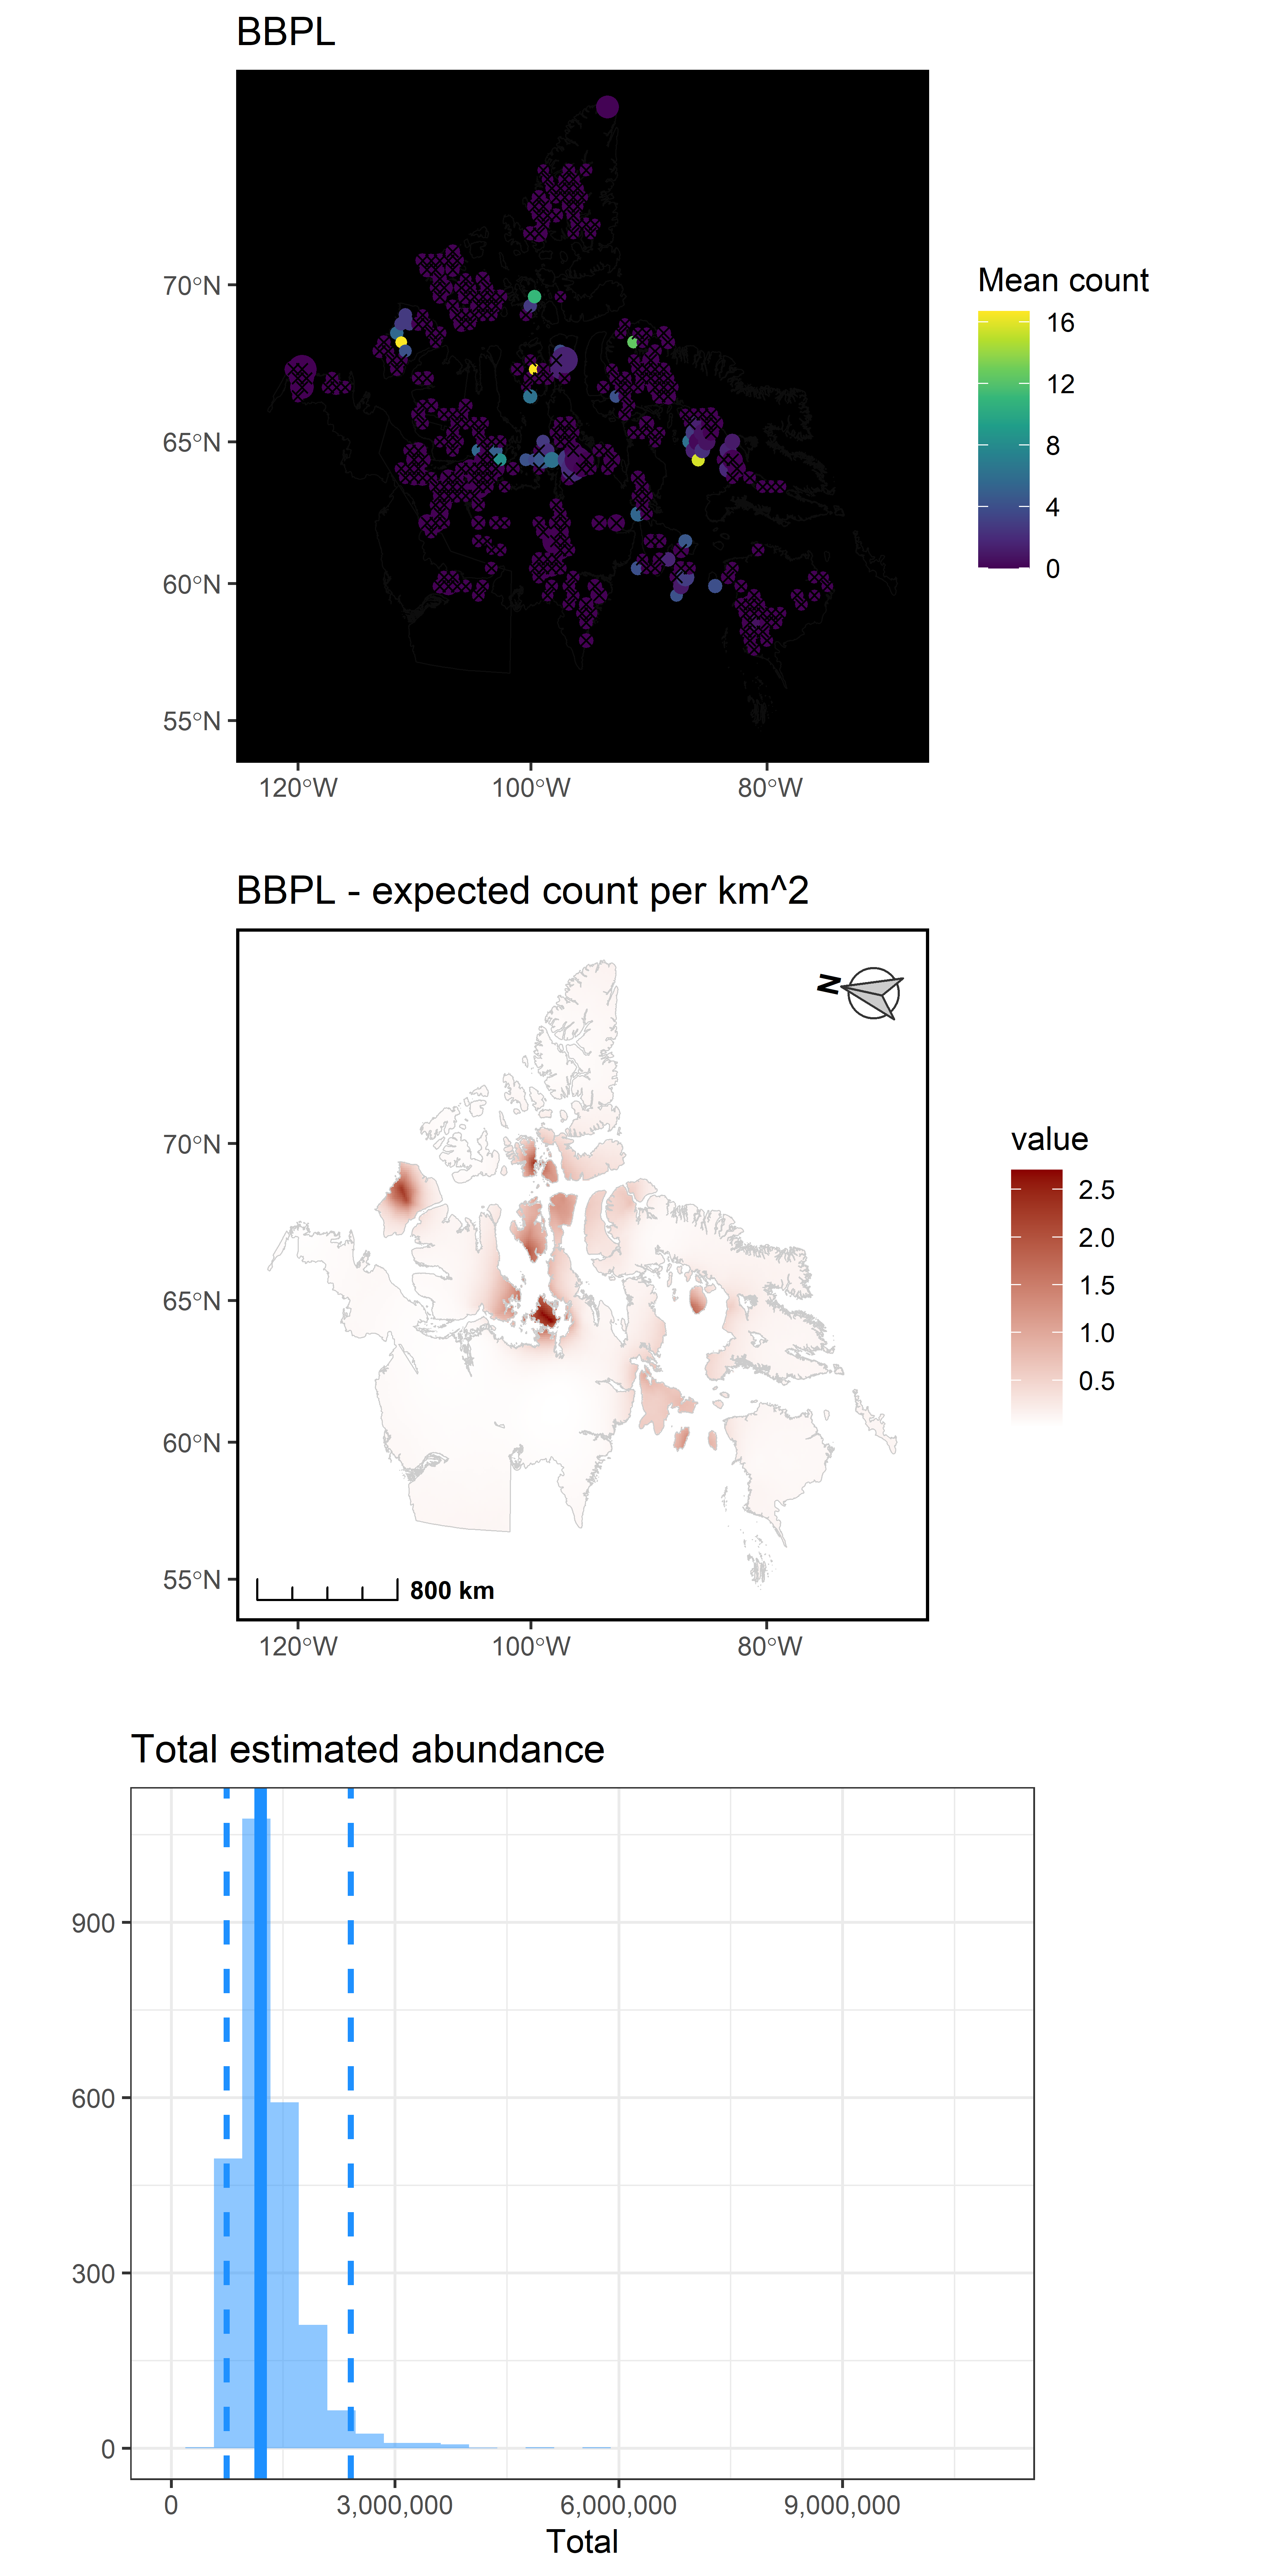 BBPL
70°N
65°N
60°N
55°N
120°W
100°W
80°W
Mean count
16
12
8
4
0
BBPL - expected count per km^2
N
70°N
65°N
60°N
55°N
800 km
120°W
100°W
80°W
value
2.5
2.0
1.5
1.0
0.5
Total estimated abundance
900
600
300
0
0
3,000,000
6,000,000
9,000,000
Total